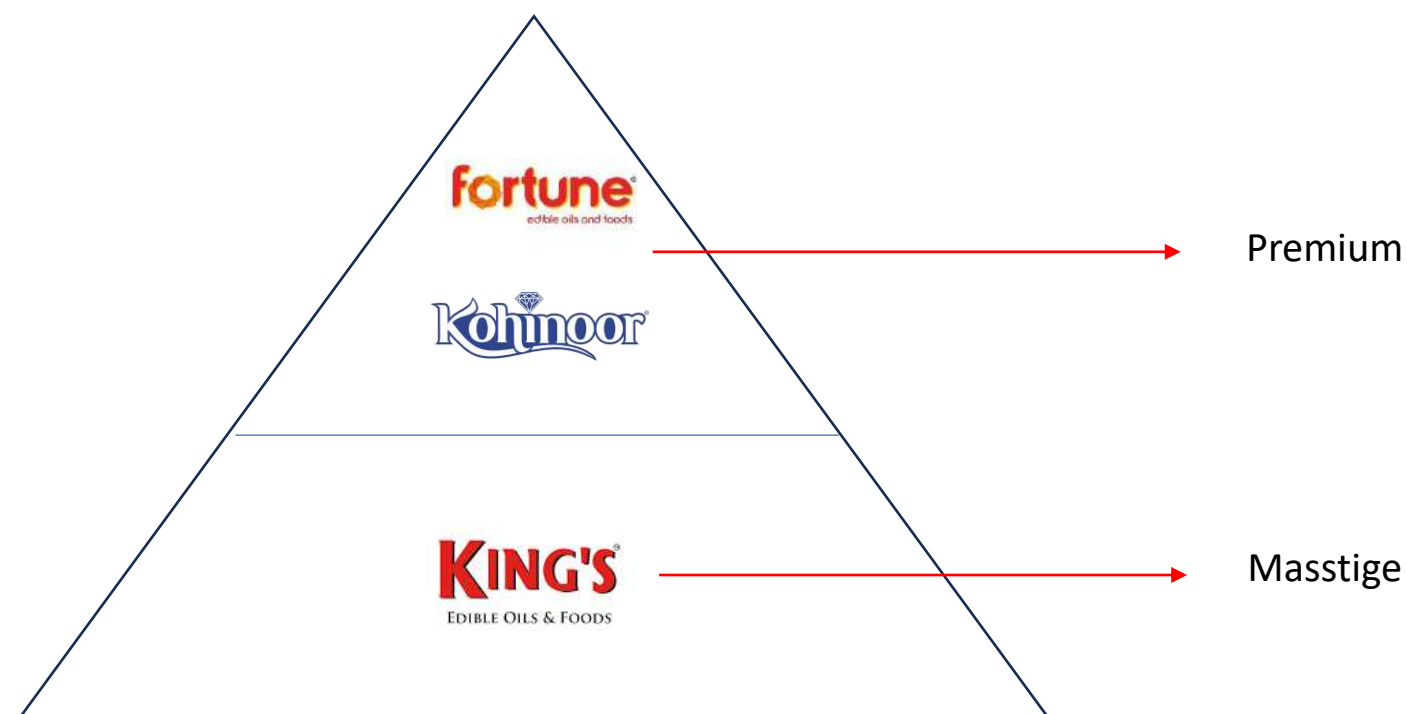 fortune®
edible oils and foods
Premium
Kohinoor®
KING'S
Masstige
EDIBLE OILS & FOODS